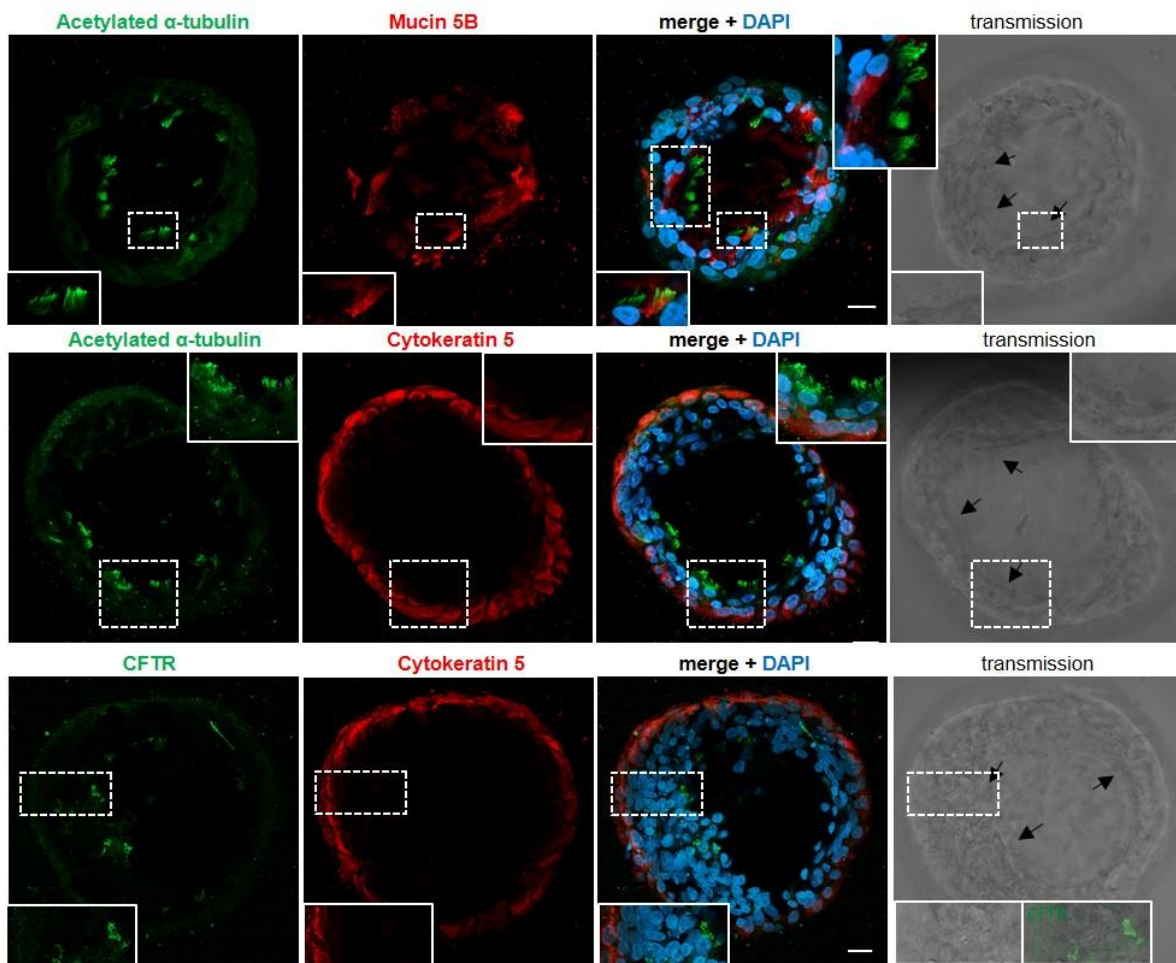 Acetylated α-tubulin Mucin 5B merge + DAPI transmission
Acetylated α-tubulin Cytokeratin 5 merge + DAPI transmission
CFTR Cytokeratin 5 merge + DAPI transmission
CFTR